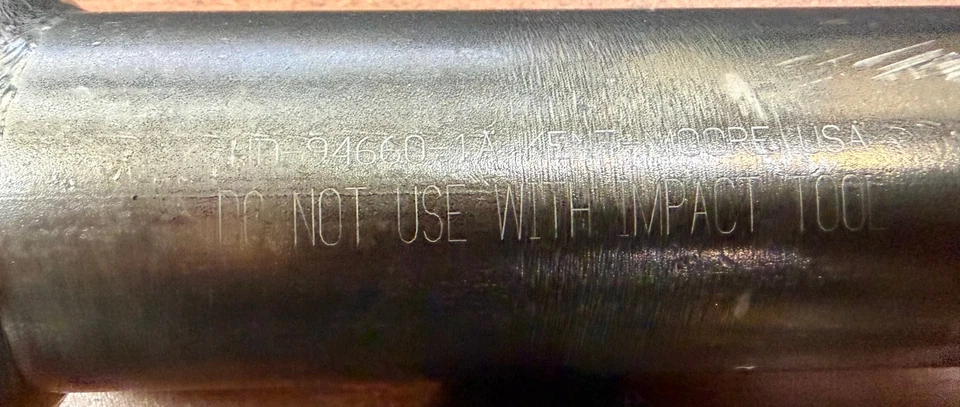 HD-94660-1A KENT-MOORE USA
DO NOT USE WITH IMPACT TOOL